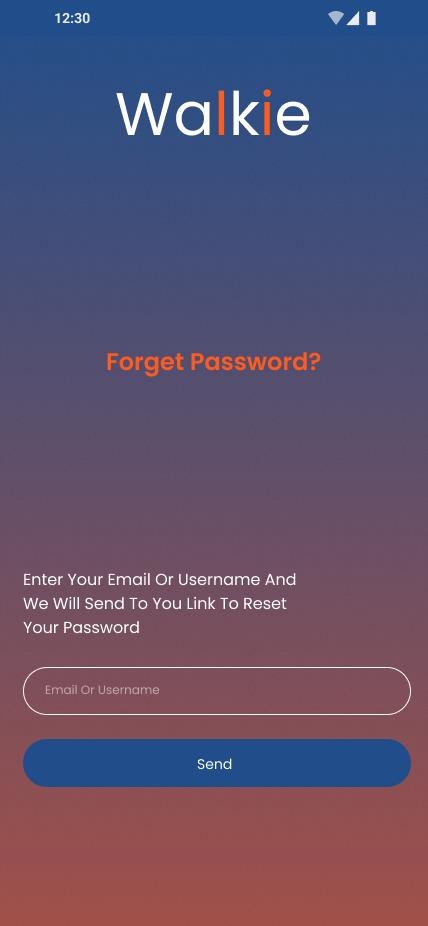 12:30
Walkie
Forget Password?
Enter Your Email Or Username And
We Will Send To You Link To Reset
Your Password
Email Or Username
Send